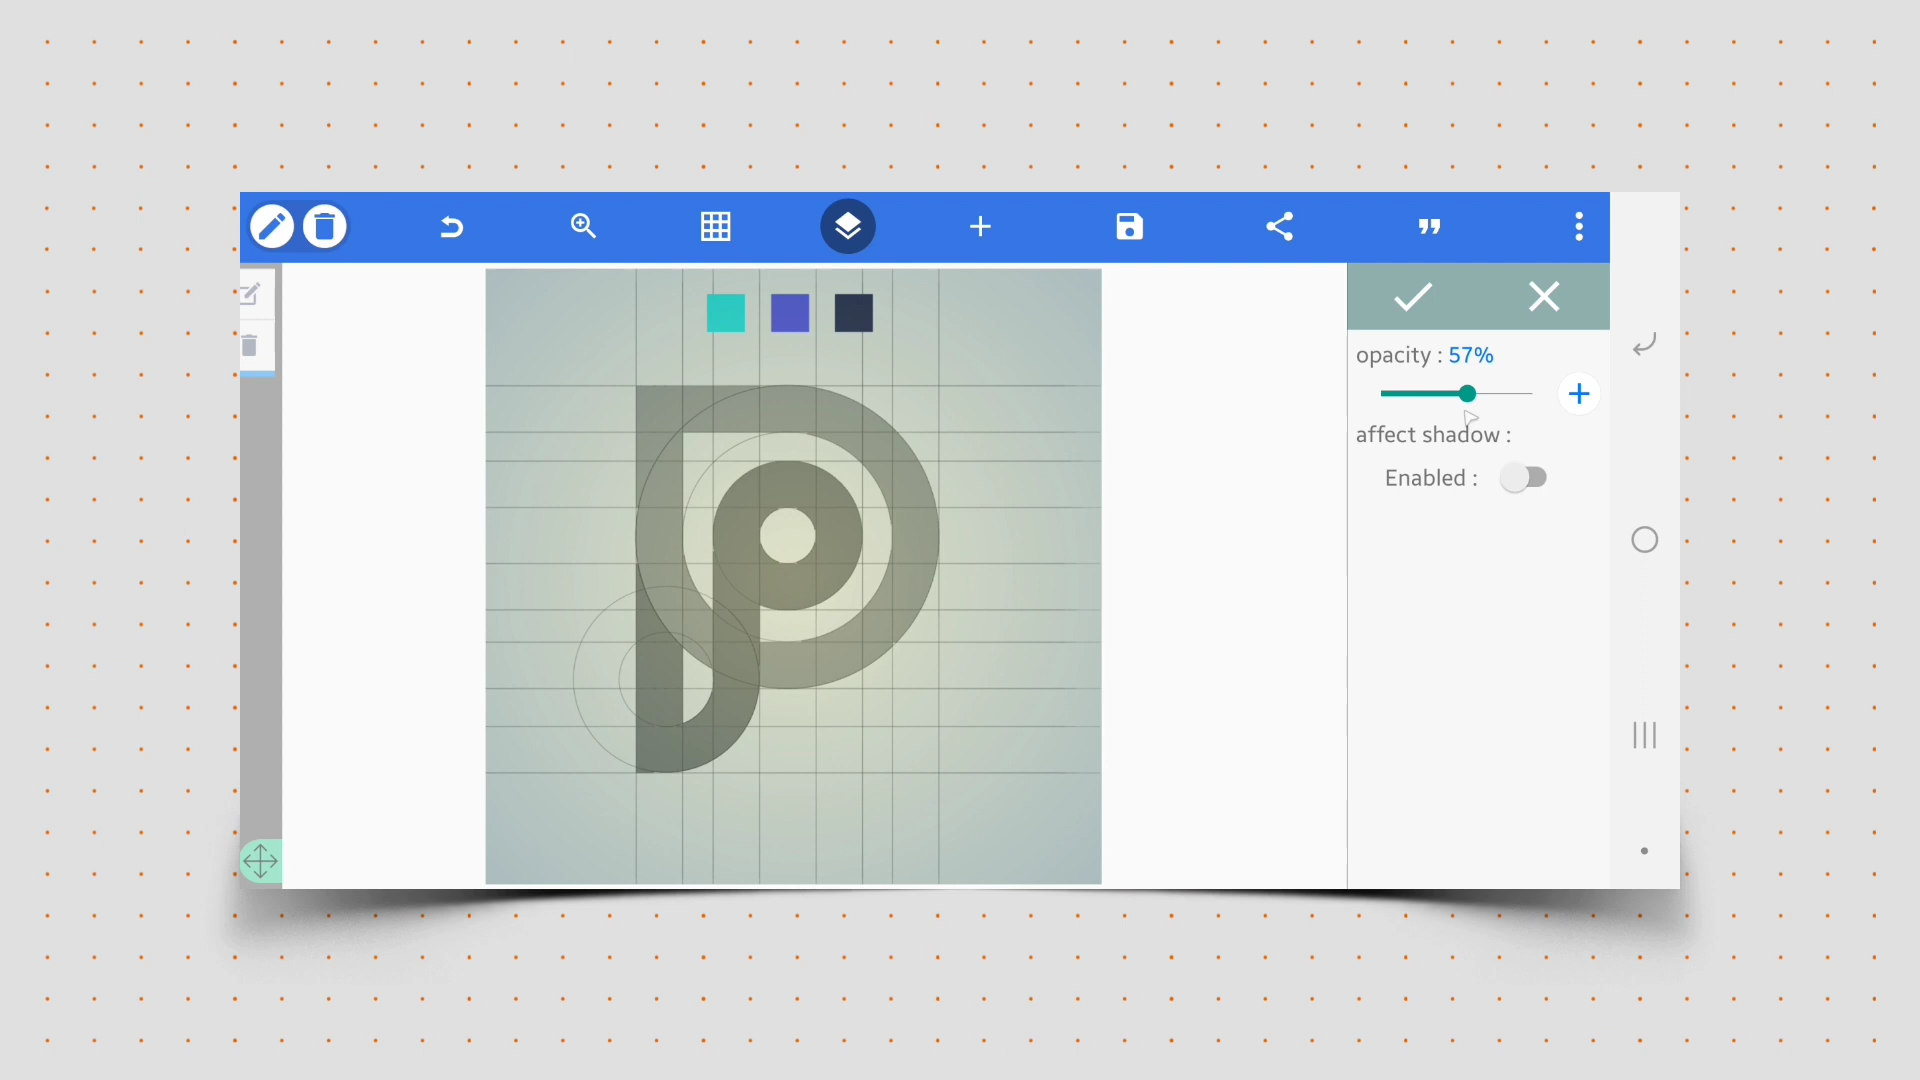 opacity : 57%
affect shadow :
Enabled :